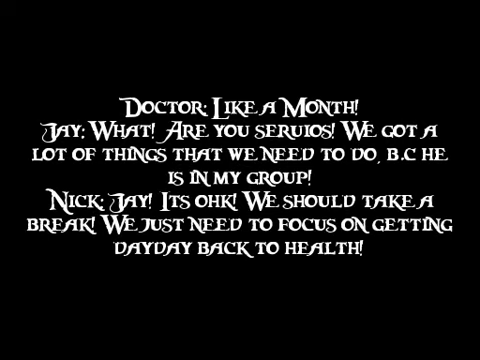 Doctor: Like a Month!
Jay: What! Are you seruios! We got a
lot of things that we need to do, b.c he
is in my group!
Nick: Jay! Its ohk! We should take a
break! We just need to focus on getting
dayday back to health!